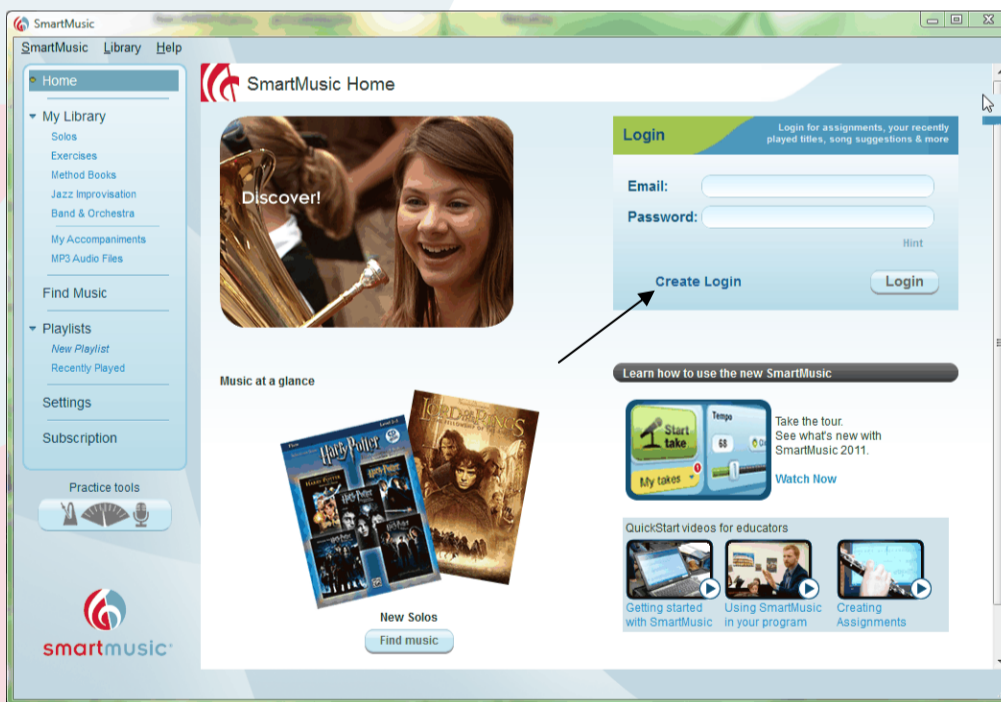 SmartMusic
SmartMusic Library Help
Home
My Library
Solos
Exercises
Method Books
Jazz Improvisation
Band & Orchestra
My Accompaniments
MP3 Audio Files
Find Music
Playlists
New Playlist
Recently Played
Settings
Subscription
Practice tools
smartmusic
SmartMusic Home
Discover!
Login
Login for assignments, your recently
played titles, song suggestions & more
Email:
Password:
Hint
Create Login
Login
Music at a glance
Harry Potter
LORD OF THE RINGS
New Solos
Find music
Learn how to use the new SmartMusic
Start
take
My takes
1
Tempo
68
Take the tour.
See what's new with
SmartMusic 2011.
Watch Now
QuickStart videos for educators
Getting started
with SmartMusic
Using SmartMusic
in your program
Creating
Assignments